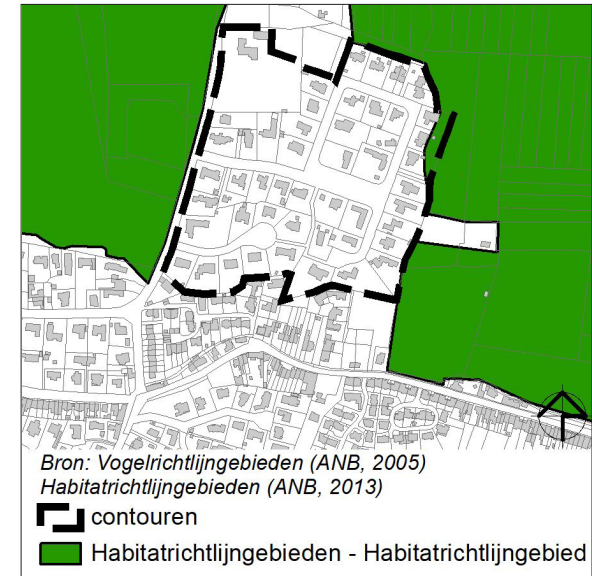 Bron: Vogelrichtlijngebieden (ANB, 2005)
Habitatrichtlijngebieden (ANB, 2013)
contouren
Habitatrichtlijngebieden - Habitatrichtlijngebied